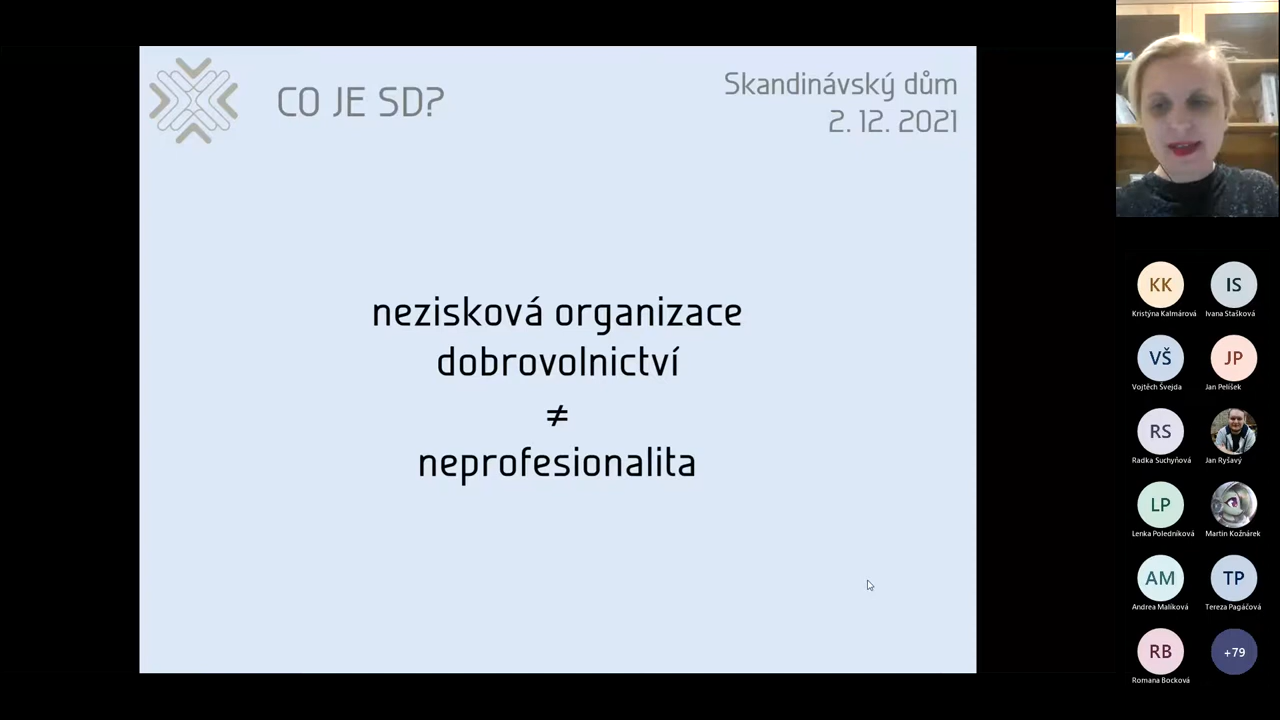 CO JE SD?
Skandinávský dům
2. 12. 2021
nezisková organizace
dobrovolnictví
≠
neprofesionalita
KK
IS
Kristýna Kalmárová
Ivana Stašková
VŠ
JP
Vojtěch Švejda
Jan Pelíšek
RS
Radka Suchyňová
Jan Ryšavý
LP
Lenka Poledníková
Martin Kožnárek
AM
TP
Andrea Malíková
Tereza Pagáčová
RB
+79
Romana Bocková